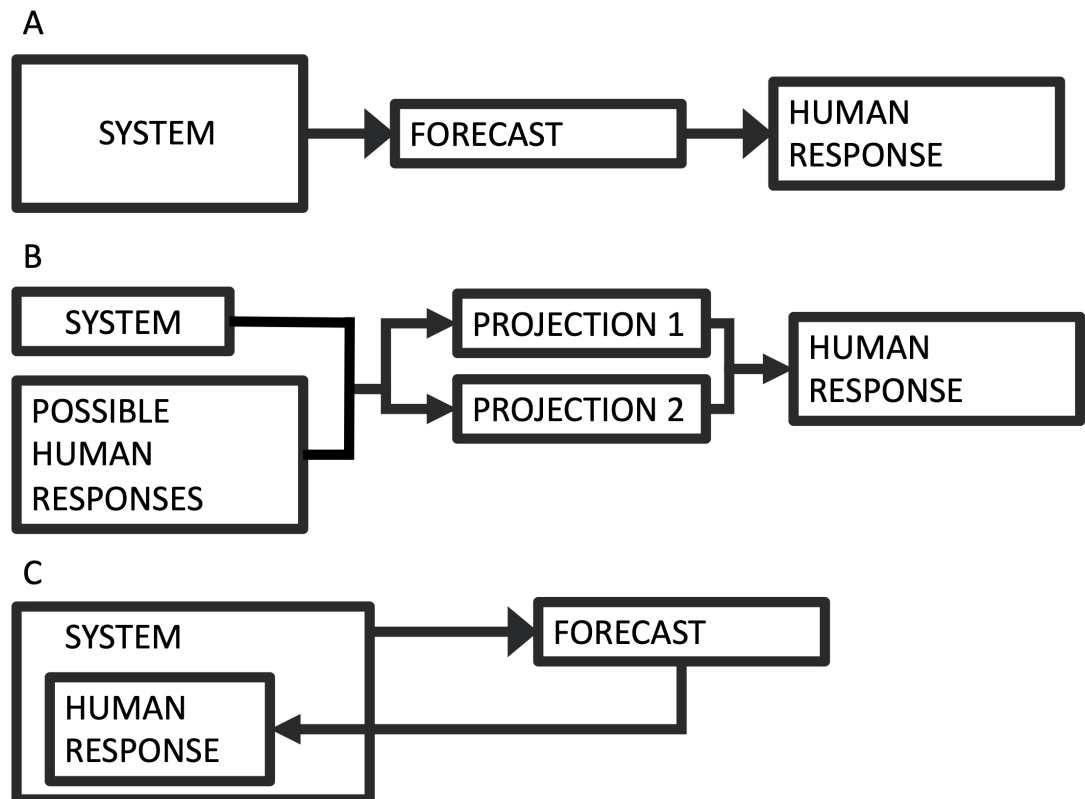 A
SYSTEM
FORECAST
HUMAN
RESPONSE
B
SYSTEM
POSSIBLE
HUMAN
RESPONSES
PROJECTION 1
PROJECTION 2
HUMAN
RESPONSE
C
SYSTEM
HUMAN
RESPONSE
FORECAST